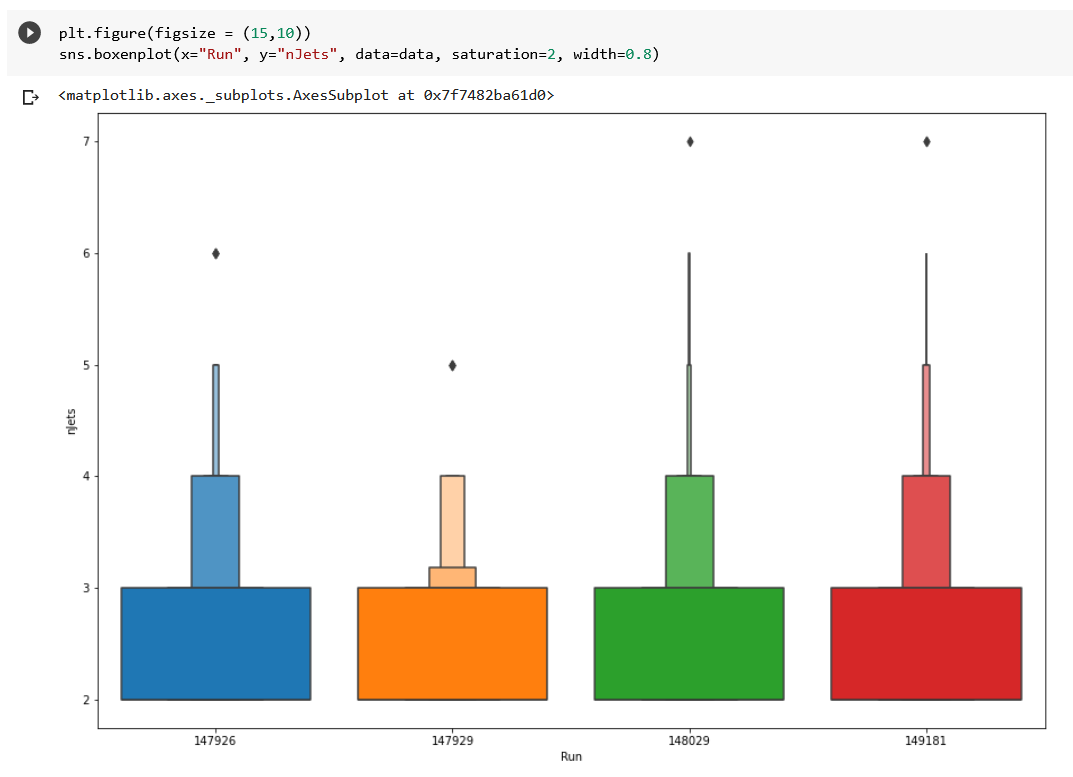 plt.figure(figsize = (15,10))
sns.boxenplot(x="Run", y="nJets", data=data, saturation=2, width=0.8)
<matplotlib.axes._subplots.AxesSubplot at 0x7f7482ba61d0>
7
6
5
4
3
2
nJets
147926 147929 148029 149181
Run